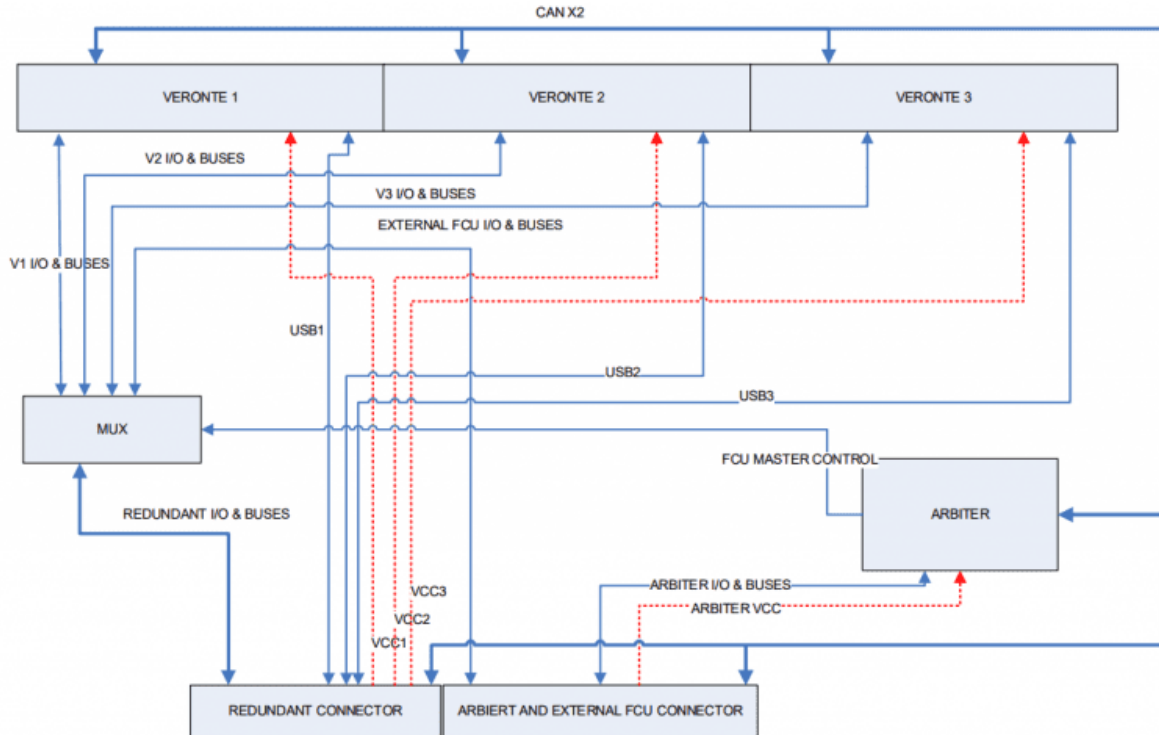 CAN X2
VERONTE 1
VERONTE 2
VERONTE 3
V2 I/O & BUSES
V3 I/O & BUSES
EXTERNAL FCU I/O & BUSES
V1 I/O & BUSES
USB1
USB2
USB3
MUX
FCU MASTER CONTROL
REDUNDANT I/O & BUSES
ARBITER
ARBITER I/O & BUSES
VCC3
ARBITER VCC
VCC2
VCC1
REDUNDANT CONNECTOR
ARBIERT AND EXTERNAL FCU CONNECTOR